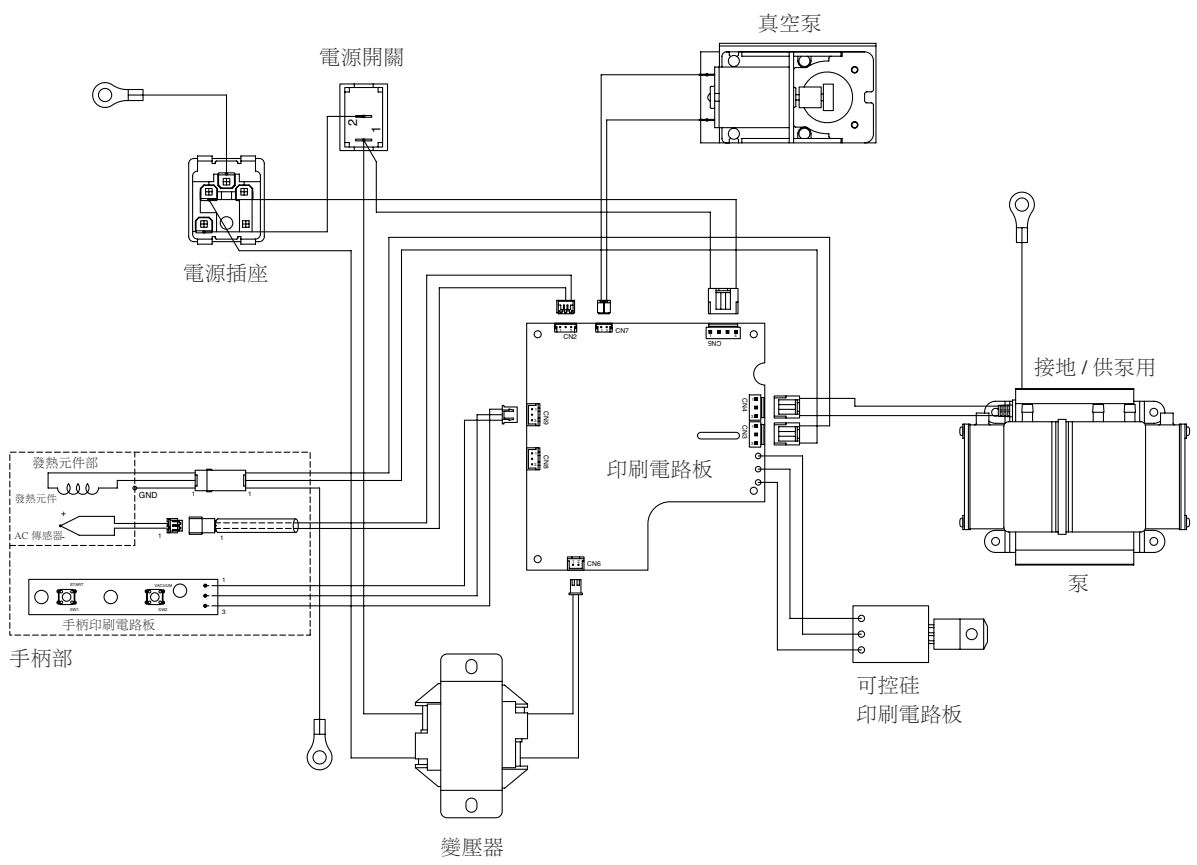 真空泵
電源開關
2
1
電源插座
CN2
CN7
CN5
接地 / 供泵用
CN4
CN3
CN9
CN8
印刷電路板
發熱元件部
發熱元件
GND
1
1
+
-
AC 傳感器
1
1
CN6
START
VACUUM
SW1
SW2
1
3
手柄印刷電路板
手柄部
泵
可控硅
印刷電路板
變壓器